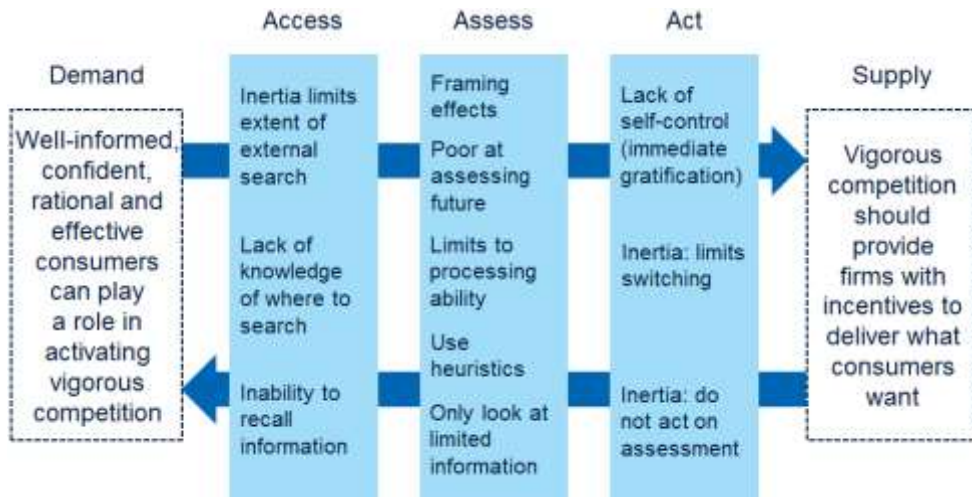 Access
Assess
Act
Demand
Supply
Well-informed,
confident,
rational and
effective
consumers
can play
a role in
activating
vigorous
competition
Inertia limits
extent of
external
search
Lack of
knowledge
of where to
search
Inability to
recall
information
Framing
effects
Poor at
assessing
future
Limits to
processing
ability
Use
heuristics
Only look at
limited
information
Lack of
self-control
(immediate
gratification)
Inertia: limits
switching
Inertia: do
not act on
assessment
Vigorous
competition
should
provide
firms with
incentives to
deliver what
consumers
want